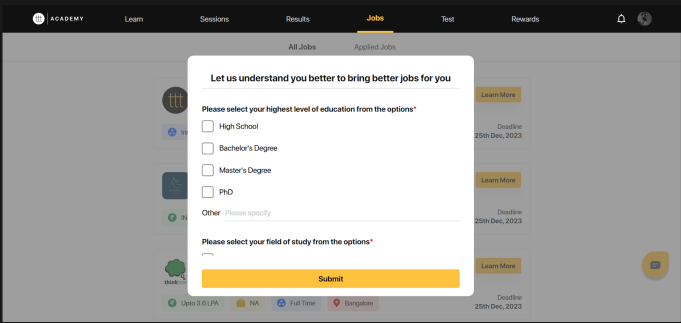 ttt ACADEMY Learn Sessions Results Jobs Test Rewards
All Jobs Applied Jobs
Let us understand you better to bring better jobs for you
Please select your highest level of education from the options*
High School
Bachelor's Degree
Master's Degree
PhD
Other Please specify
Please select your field of study from the options*
Submit
ttt
Learn More
Deadline
25th Dec, 2023
Learn More
Deadline
25th Dec, 2023
Learn More
Upto 3.6 LPA NA Full Time Bangalore
Deadline
25th Dec, 2023